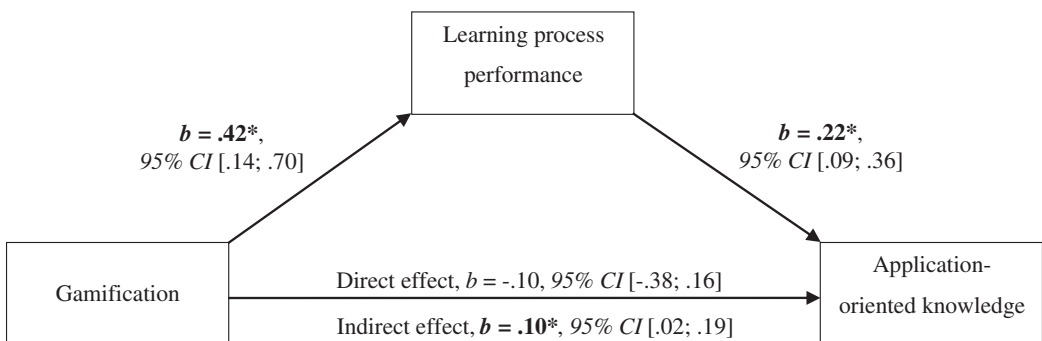 Learning process
performance
b = .42*,
95% CI [.14; .70]
b = .22*,
95% CI [.09; .36]
Gamification
Direct effect, b = -.10, 95% CI [-.38; .16]
Indirect effect, b = .10*, 95% CI [.02; .19]
Application-
oriented knowledge